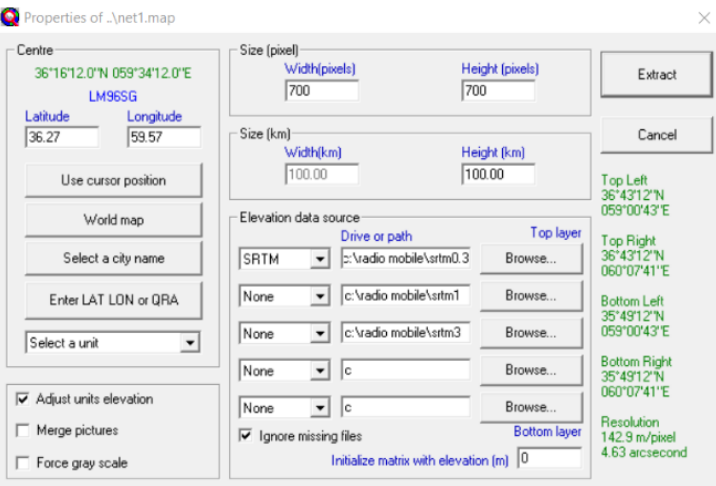 Properties of ..\net1.map
Centre
36°16'12.0''N 059°34'12.0''E
LM96SG
Latitude Longitude
36.27 59.57
Use cursor position
World map
Select a city name
Enter LAT LON or QRA
Select a unit
Adjust units elevation
Merge pictures
Force gray scale
Size (pixel)
Width(pixels) Height (pixels)
700 700
Size (km)
Width(km) Height (km)
100.00 100.00
Elevation data source
Drive or path Top layer
SRTM c:\radio mobile\srtm0.3 Browse...
None c:\radio mobile\srtm1 Browse...
None c:\radio mobile\srtm3 Browse...
None c Browse...
None c Browse...
Ignore missing files Bottom layer
Initialize matrix with elevation (m) 0
Extract
Cancel
Top Left
36°43'12''N
059°00'43''E
Top Right
36°43'12''N
060°07'41''E
Bottom Left
35°49'12''N
059°00'43''E
Bottom Right
35°49'12''N
060°07'41''E
Resolution
142.9 m/pixel
4.63 arcsecond